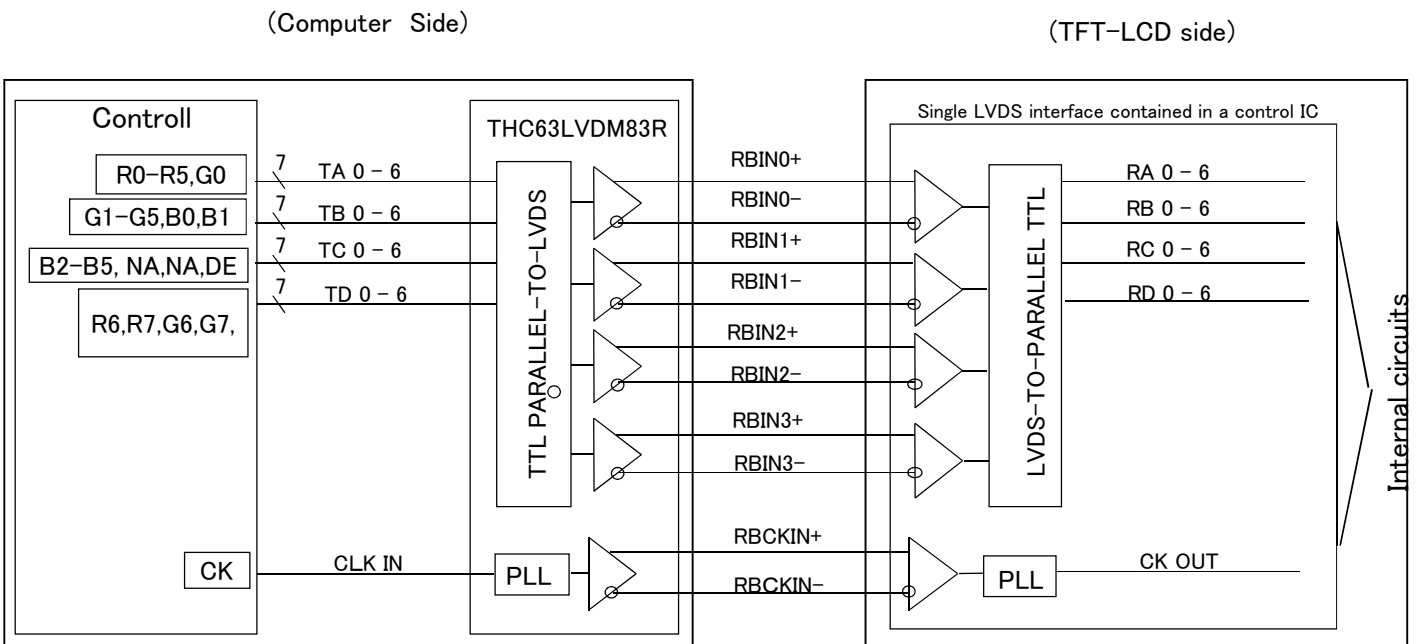 (Computer Side)
(TFT-LCD side)
Controll
THC63LVDM83R
Single LVDS interface contained in a control IC
R0-R5,G0
7
TA 0 - 6
RBIN0+
RA 0 - 6
RBIN0-
G1-G5,B0,B1
7
TB 0 - 6
RB 0 - 6
RBIN1+
B2-B5, NA,NA,DE
7
TC 0 - 6
RC 0 - 6
RBIN1-
7
TD 0 - 6
RD 0 - 6
R6,R7,G6,G7,
RBIN2+
RBIN2-
RBIN3+
RBIN3-
TTL PARALLEL-TO-LVDS
LVDS-TO-PARALLEL TTL
Internal circuits
RBCKIN+
CK
CLK IN
PLL
RBCKIN-
PLL
CK OUT